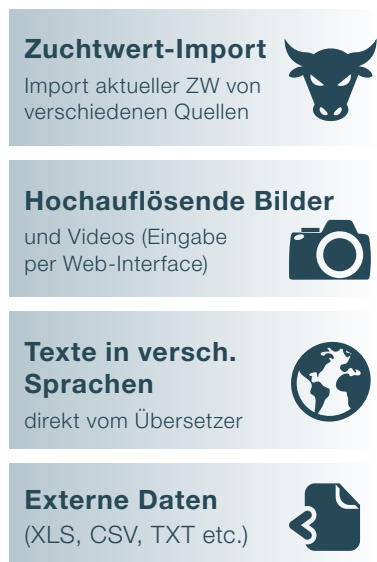 Zuchtwert-Import
Import aktueller ZW von
verschiedenen Quellen
Hochauflösende Bilder
und Videos (Eingabe
per Web-Interface)
Texte in versch.
Sprachen
direkt vom Übersetzer
Externe Daten
(XLS, CSV, TXT etc.)